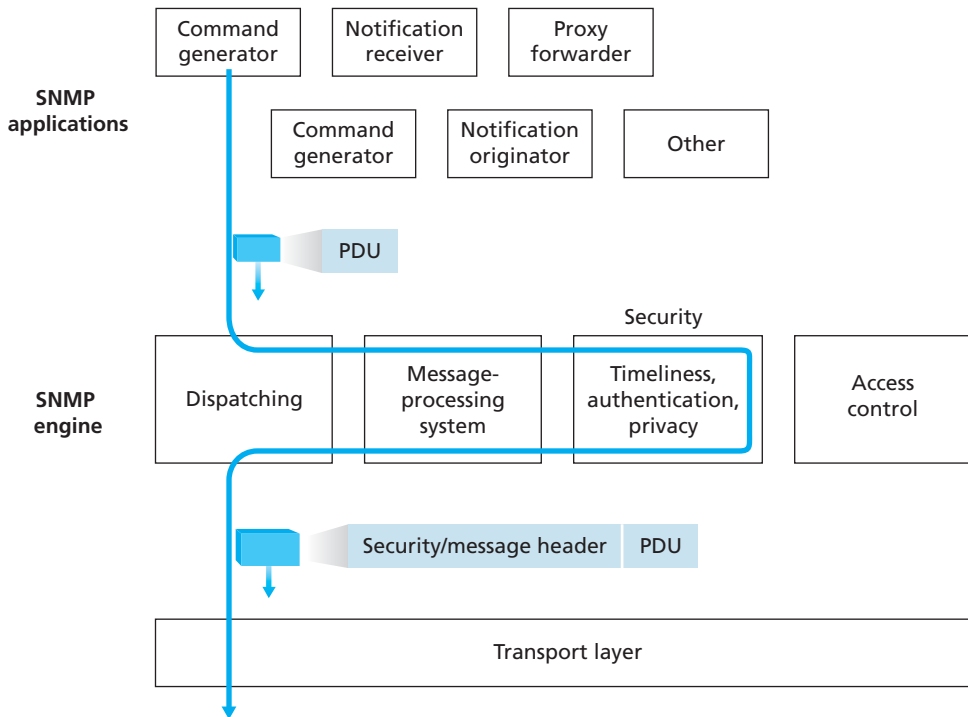 Command
generator
Notification
receiver
Proxy
forwarder
SNMP
applications
Command
generator
Notification
originator
Other
PDU
Security
Dispatching
Message-
processing
system
Timeliness,
authentication,
privacy
Access
control
SNMP
engine
Security/message header
PDU
Transport layer